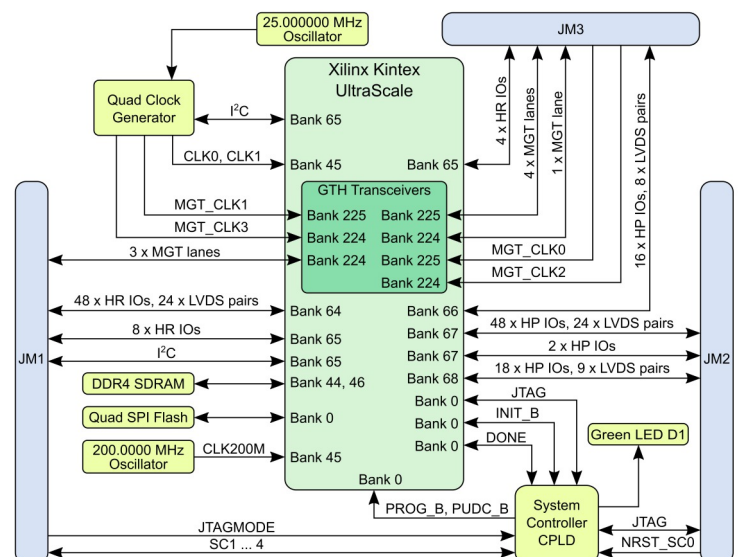 25.000000 MHz
Oscillator
JM3
Xilinx Kintex
UltraScale
Quad Clock
Generator
I²C
Bank 65
4 x HR IOs
4 x MGT lanes
1 x MGT lane
16 x HP IOs, 8 x LVDS pairs
CLK0, CLK1
Bank 45
Bank 65
GTH Transceivers
MGT_CLK1
Bank 225
Bank 225
MGT_CLK3
Bank 224
Bank 224
MGT_CLK0
3 x MGT lanes
Bank 224
Bank 225
MGT_CLK2
Bank 224
48 x HR IOs, 24 x LVDS pairs
Bank 64
Bank 66
48 x HP IOs, 24 x LVDS pairs
8 x HR IOs
Bank 65
Bank 67
2 x HP IOs
JM1
I²C
Bank 65
Bank 67
JM2
18 x HP IOs, 9 x LVDS pairs
DDR4 SDRAM
Bank 44, 46
Bank 68
JTAG
Bank 0
Quad SPI Flash
Bank 0
INIT_B
Bank 0
DONE
Bank 0
Green LED D1
200.0000 MHz
Oscillator
CLK200M
Bank 45
Bank 0
PROG_B, PUDC_B
System
Controller
CPLD
JTAGMODE
JTAG
SC1 ... 4
NRST_SC0